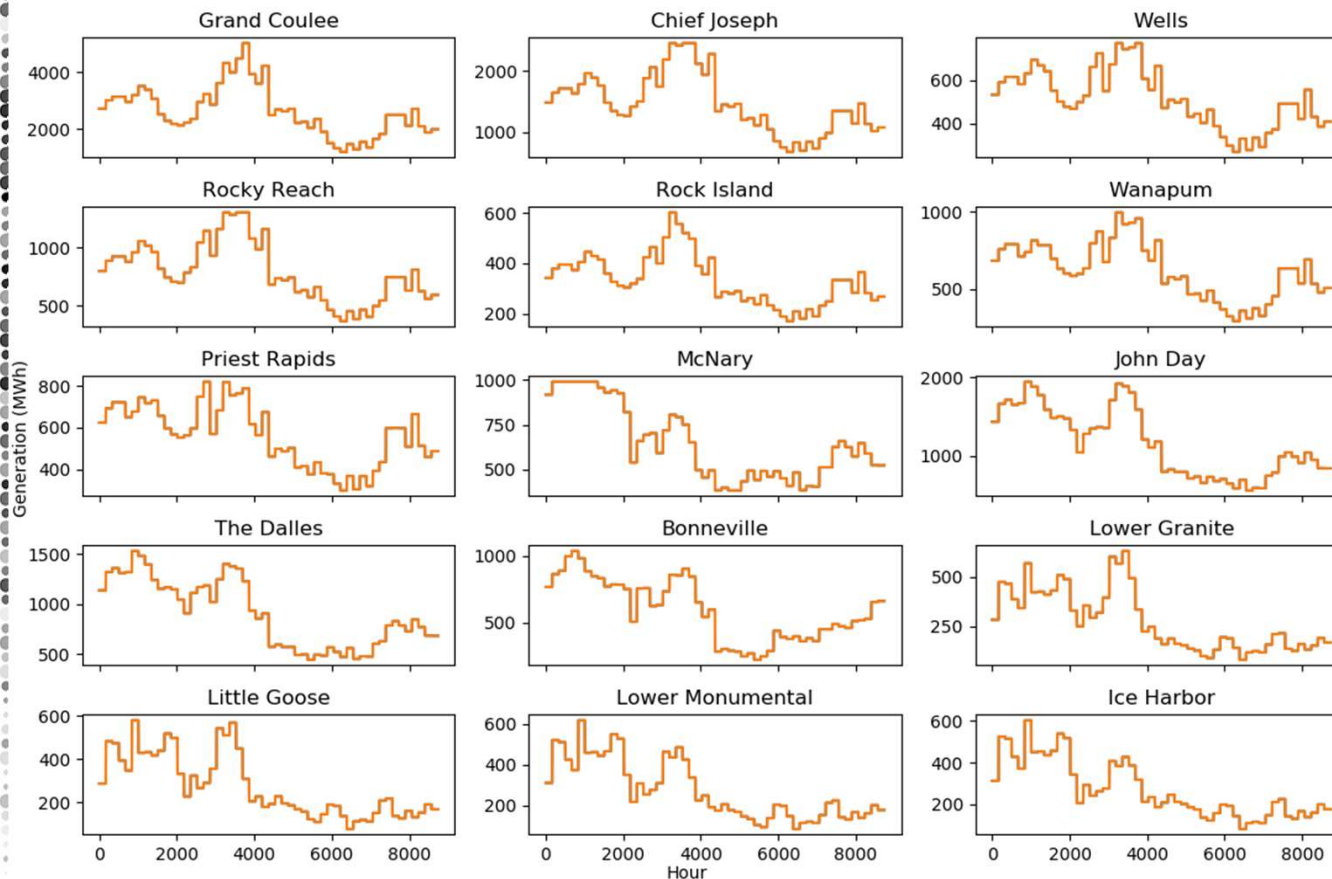 Grand Coulee Chief Joseph Wells
4000 2000 600
2000 1000 400
Rocky Reach Rock Island Wanapum
1000 600 1000
500 400 500
200
Priest Rapids McNary John Day
800 1000 2000
600 750 1000
400 500
Generation (MWh)
The Dalles Bonneville Lower Granite
1500 1000 500
1000 500 250
500
Little Goose Lower Monumental Ice Harbor
600 600 600
400 400 400
200 200 200
0 2000 4000 6000 8000 0 2000 4000 6000 8000 0 2000 4000 6000 8000
Hour